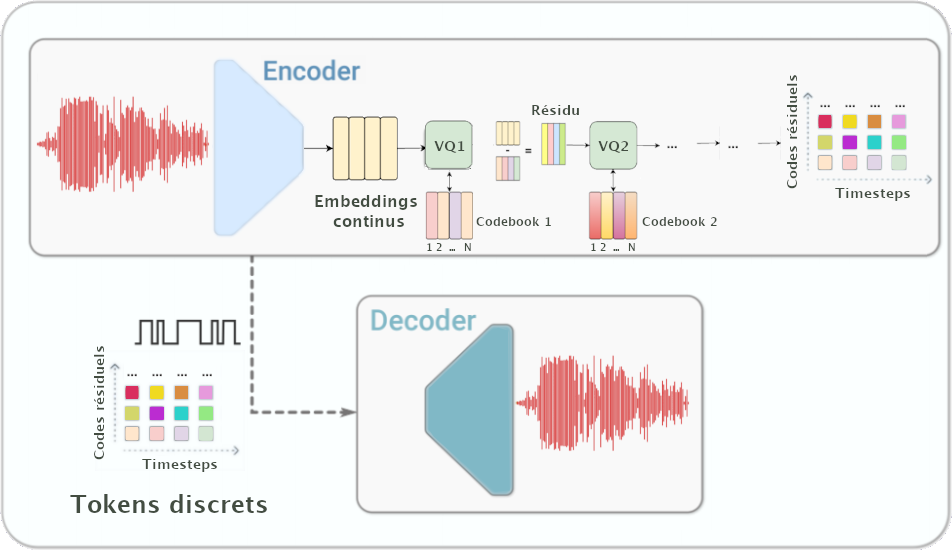 Encoder
Embeddings
continus
VQ1
Codebook 1
1 2 ... N
-
=
Résidu
VQ2
Codebook 2
1 2 ... N
...
...
Codes résiduels
... ... ... ...
Timesteps
Codes résiduels
... ... ... ...
Timesteps
Tokens discrets
Decoder